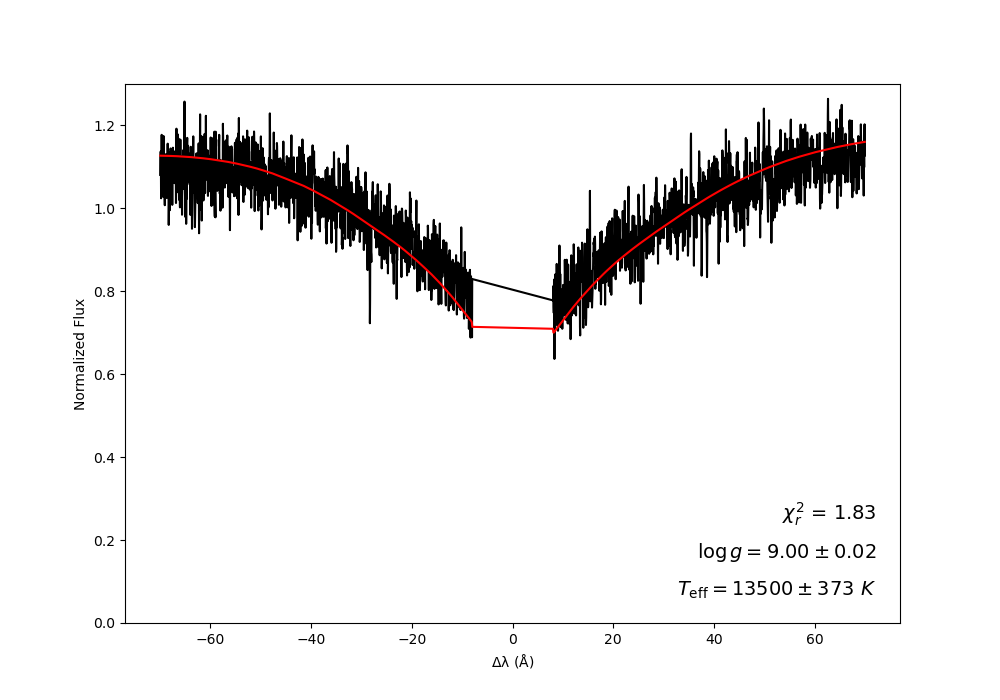 1.2
1.0
0.8
0.6
0.4
0.2
0.0
Normalized Flux
χ²ᵣ = 1.83
log g = 9.00 ± 0.02
T_eff = 13500 ± 373 K
−60 −40 −20 0 20 40 60
Δλ (Å)